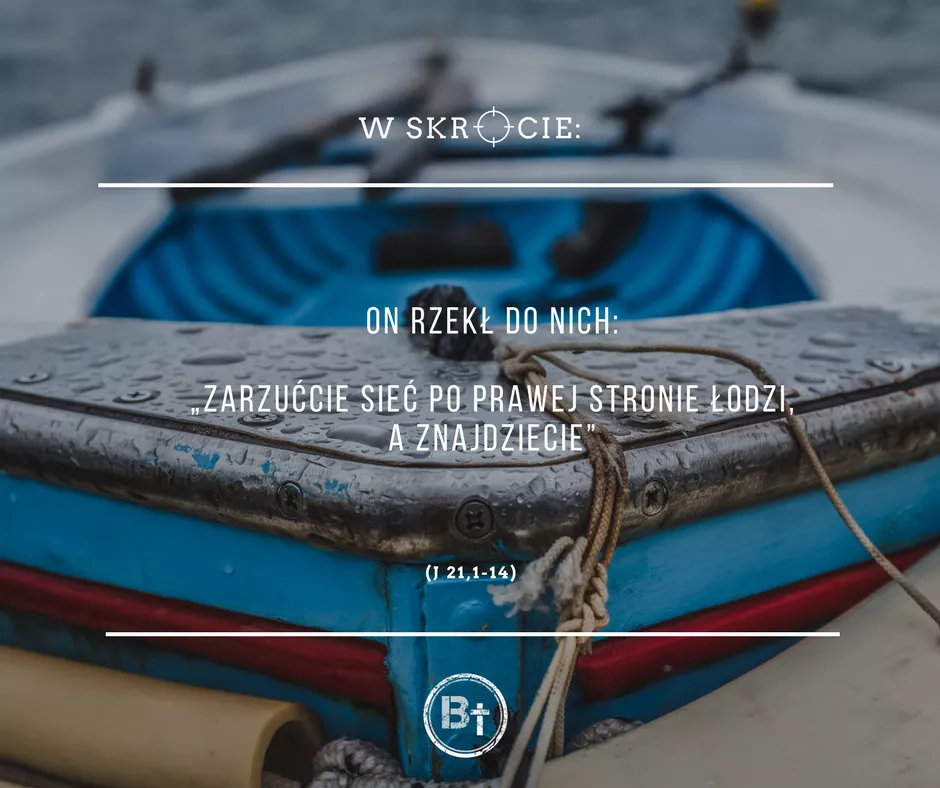 W SKRÓCIE:
ON RZEKŁ DO NICH:
„ZARZUĆCIE SIEĆ PO PRAWEJ STRONIE ŁODZI,
A ZNAJDZIECIE”
(J 21,1-14)
B†